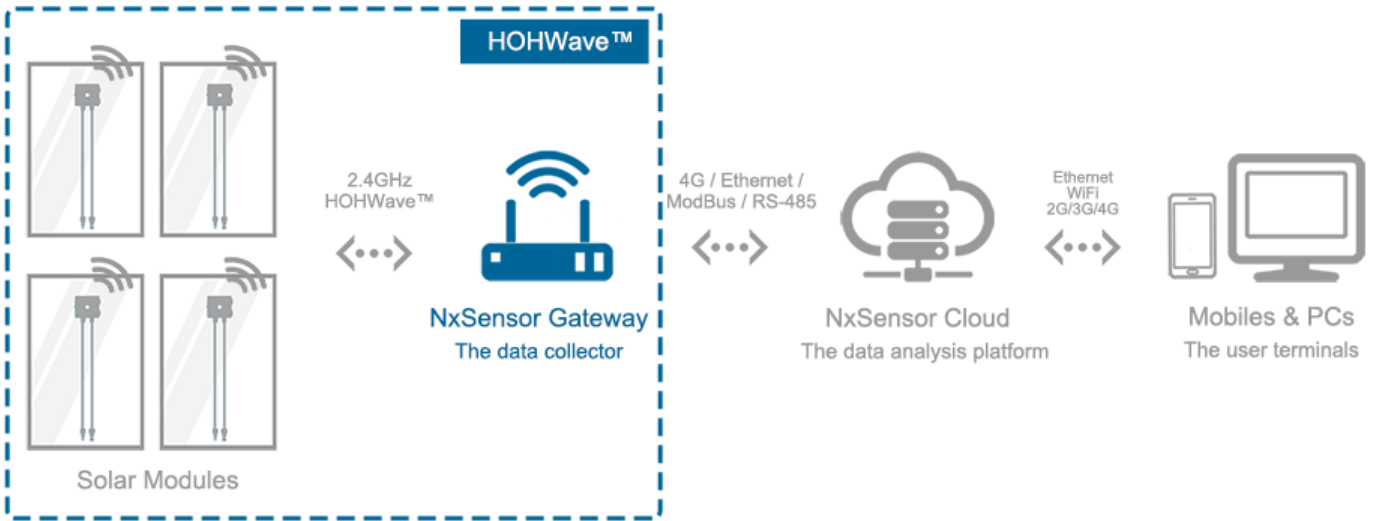 HOHWave™
2.4GHz
HOHWave™
4G / Ethernet /
ModBus / RS-485
Ethernet
WiFi
2G/3G/4G
NxSensor Gateway
The data collector
NxSensor Cloud
The data analysis platform
Mobiles & PCs
The user terminals
Solar Modules